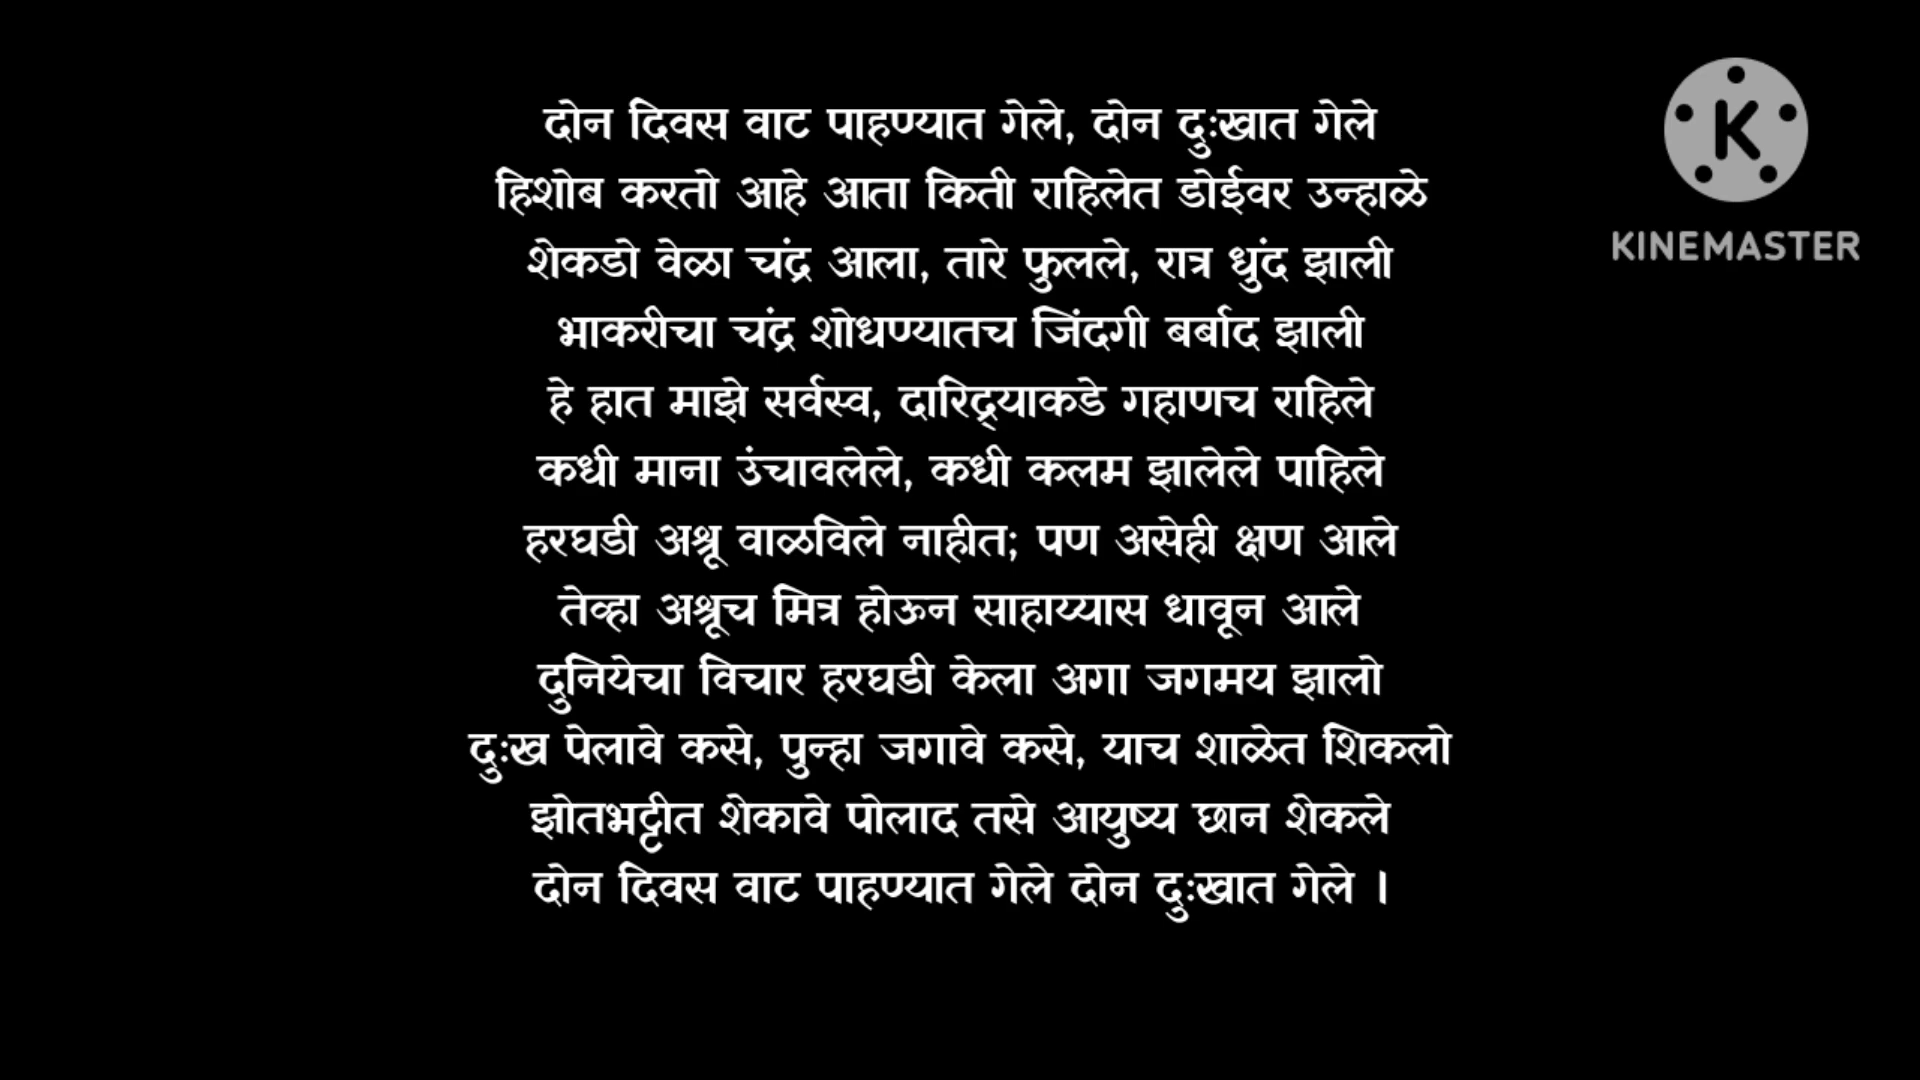 दोन दिवस वाट पाहण्यात गेले, दोन दुःखात गेले
हिशोब करतो आहे आता किती राहिलेत डोईवर उन्हाळे
शेकडो वेळा चंद्र आला, तारे फुलले, रात्र धुंद झाली
भाकरीचा चंद्र शोधण्यातच जिंदगी बर्बाद झाली
हे हात माझे सर्वस्व, दारिद्र्याकडे गहाणच राहिले
कधी माना उंचावलेले, कधी कलम झालेले पाहिले
हरघडी अश्रू वाळविले नाहीत; पण असेही क्षण आले
तेव्हा अश्रूच मित्र होऊन साहाय्यास धावून आले
दुनियेचा विचार हरघडी केला अगा जगमय झालो
दुःख पेलावे कसे, पुन्हा जगावे कसे, याच शाळेत शिकलो
झोतभट्टीत शेकावे पोलाद तसे आयुष्य छान शेकले
दोन दिवस वाट पाहण्यात गेले दोन दुःखात गेले ।
K
KINEMASTER